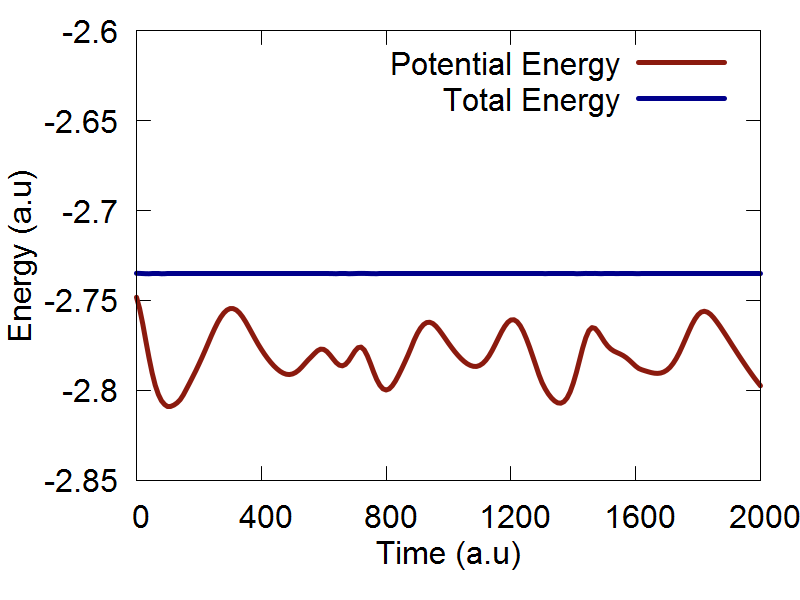 -2.6
-2.65
-2.7
-2.75
-2.8
-2.85
Energy (a.u)
Potential Energy
Total Energy
0 400 800 1200 1600 2000
Time (a.u)